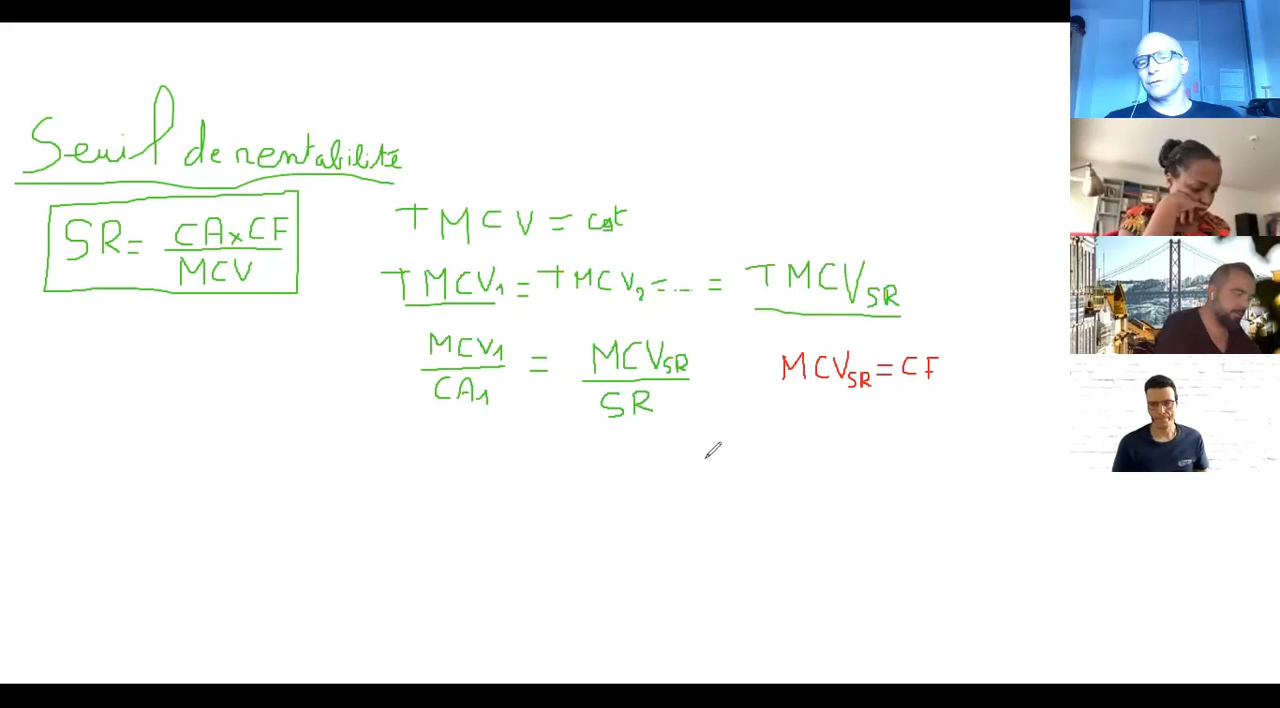 Seuil de rentabilité
SR = CA x CF / MCV
TMCV = cst
TMCV1 = TMCV2 = ... = TMCVSR
MCV1 / CA1 = MCVSR / SR
MCVSR = CF